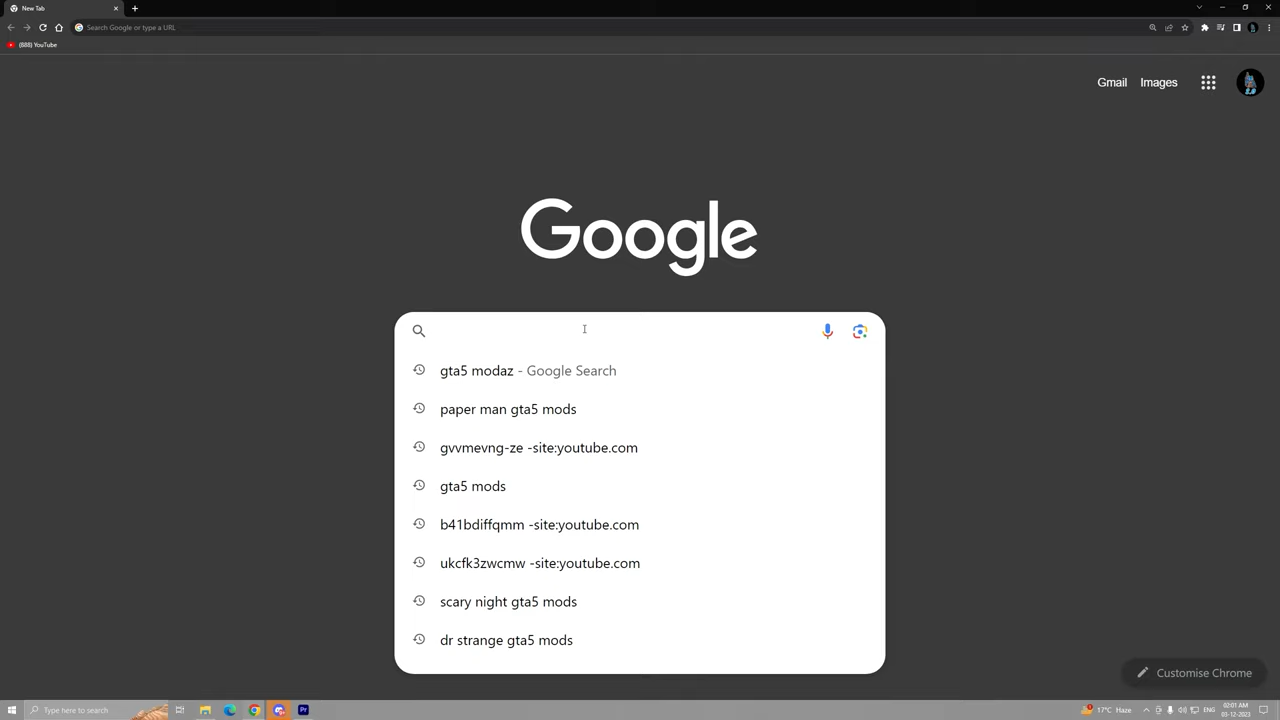 New Tab
Search Google or type a URL
(888) YouTube
Gmail
Images
Google
gta5 modaz - Google Search
paper man gta5 mods
gvvmevng-ze -site:youtube.com
gta5 mods
b41bdiffqmm -site:youtube.com
ukcfk3zwcmw -site:youtube.com
scary night gta5 mods
dr strange gta5 mods
Customise Chrome
Type here to search
Pr
17°C Haze
ENG
02:01 AM
03-12-2023